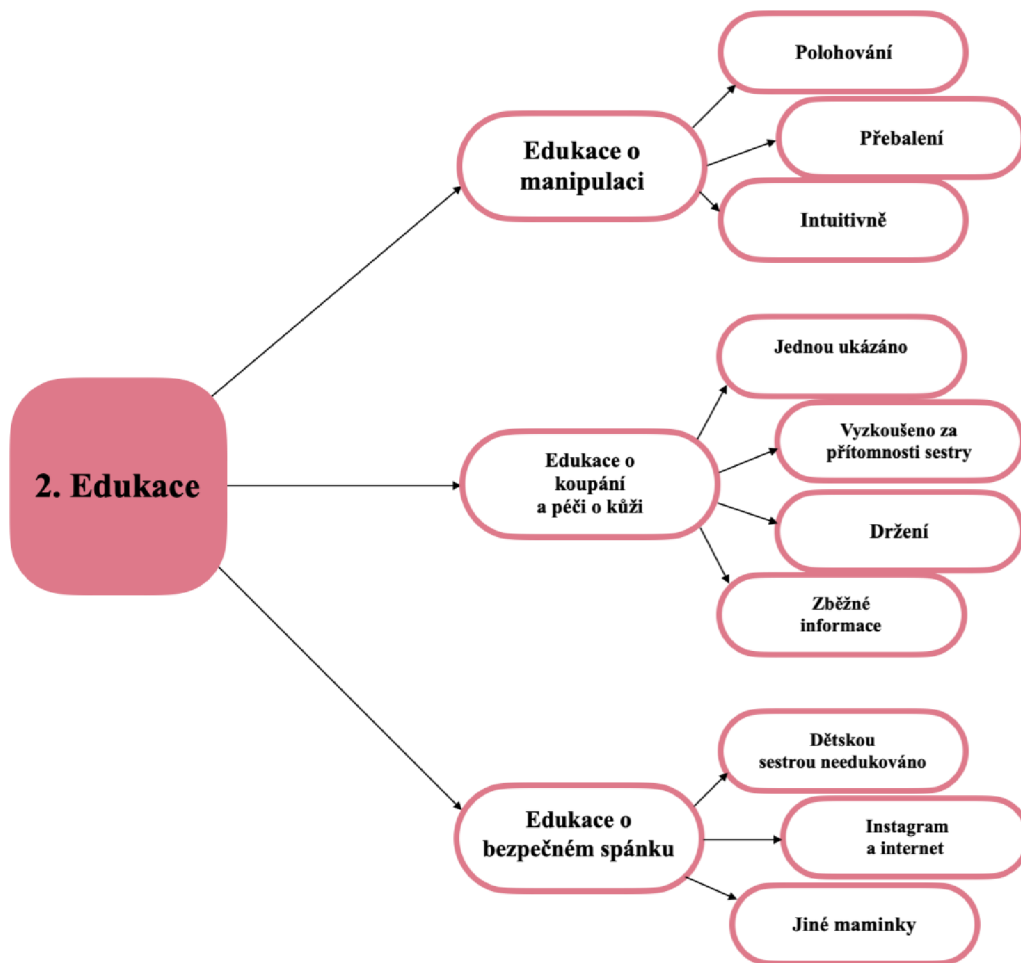 2. Edukace
Edukace o
manipulaci
Polohování
Přebalení
Intuitivně
Edukace o
koupání
a péči o kůži
Jednou ukázáno
Vyzkoušeno za
přítomnosti sestry
Držení
Zběžné
informace
Edukace o
bezpečném spánku
Dětskou
sestrou needukováno
Instagram
a internet
Jiné maminky